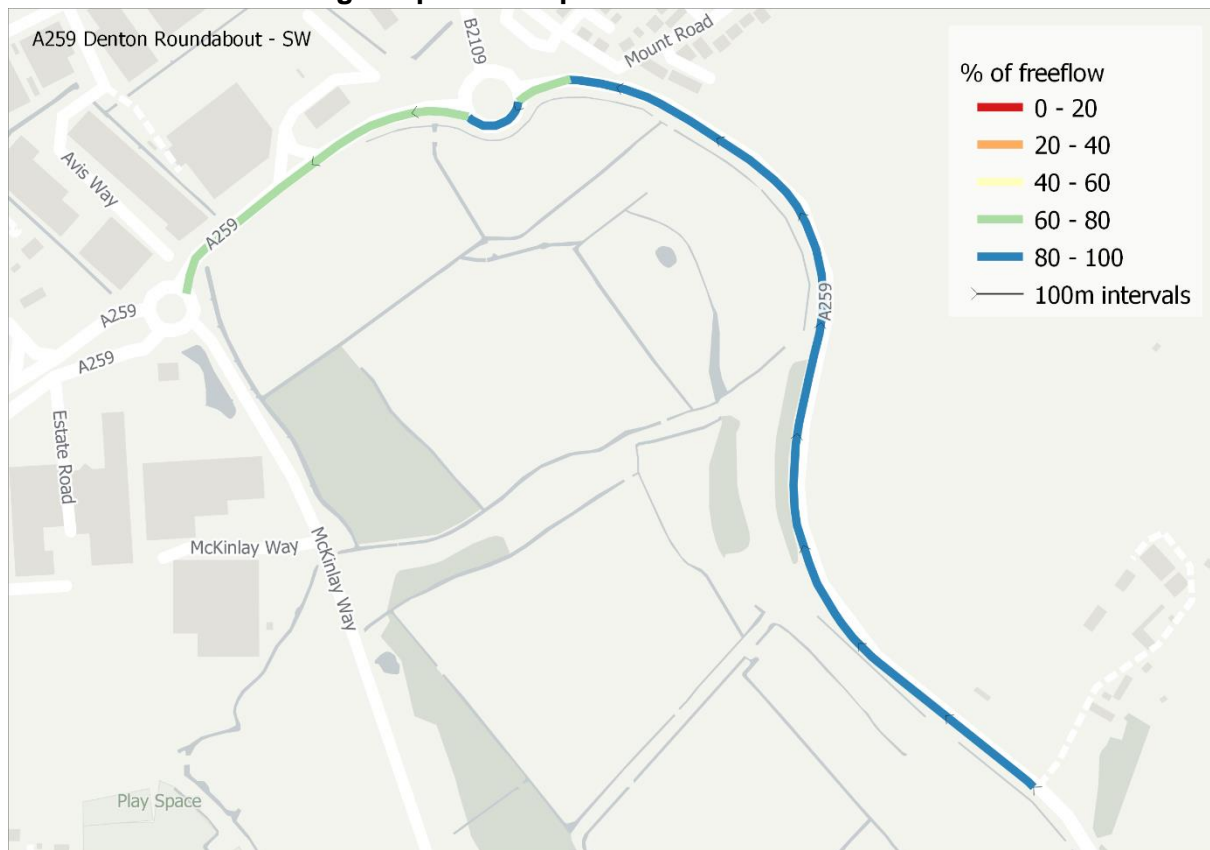 A259 Denton Roundabout - SW
B2109
Mount Road
% of freeflow
0 - 20
20 - 40
40 - 60
60 - 80
80 - 100
100m intervals
Avis Way
A259
A259
A259
A259
Estate Road
McKinlay Way
McKinlay Way
Play Space